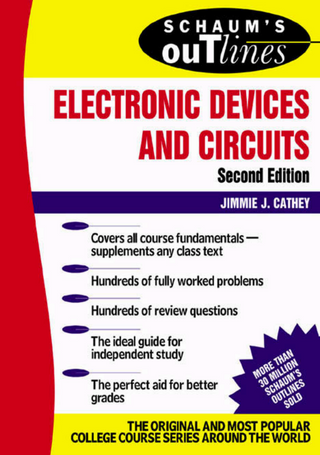 SCHAUM'S
ouTlines
ELECTRONIC DEVICES
AND CIRCUITS
Second Edition
JIMMIE J. CATHEY
Covers all course fundamentals —
supplements any class text
Hundreds of fully worked problems
Hundreds of review questions
The ideal guide for
independent study
The perfect aid for better
grades
MORE THAN
30 MILLION
SCHAUM'S
OUTLINES
SOLD
THE ORIGINAL AND MOST POPULAR
COLLEGE COURSE SERIES AROUND THE WORLD